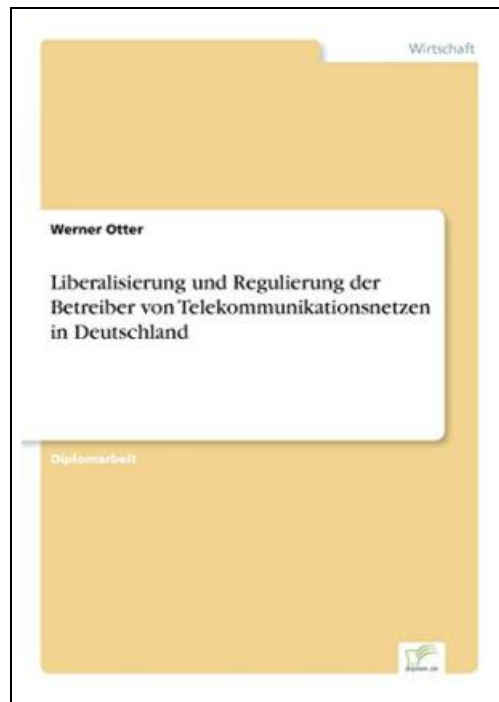 Wirtschaft
Werner Otter
Liberalisierung und Regulierung der
Betreiber von Telekommunikationsnetzen
in Deutschland
Diplomarbeit